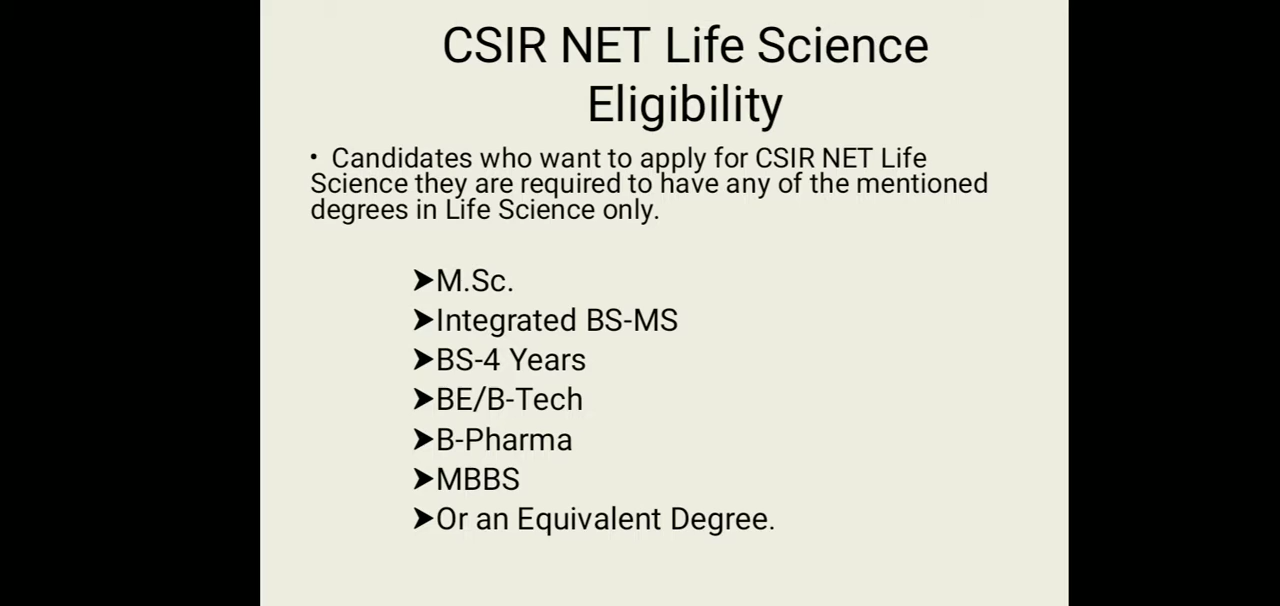 CSIR NET Life Science
Eligibility
• Candidates who want to apply for CSIR NET Life
Science they are required to have any of the mentioned
degrees in Life Science only.
➤M.Sc.
➤Integrated BS-MS
➤BS-4 Years
➤BE/B-Tech
➤B-Pharma
➤MBBS
➤Or an Equivalent Degree.